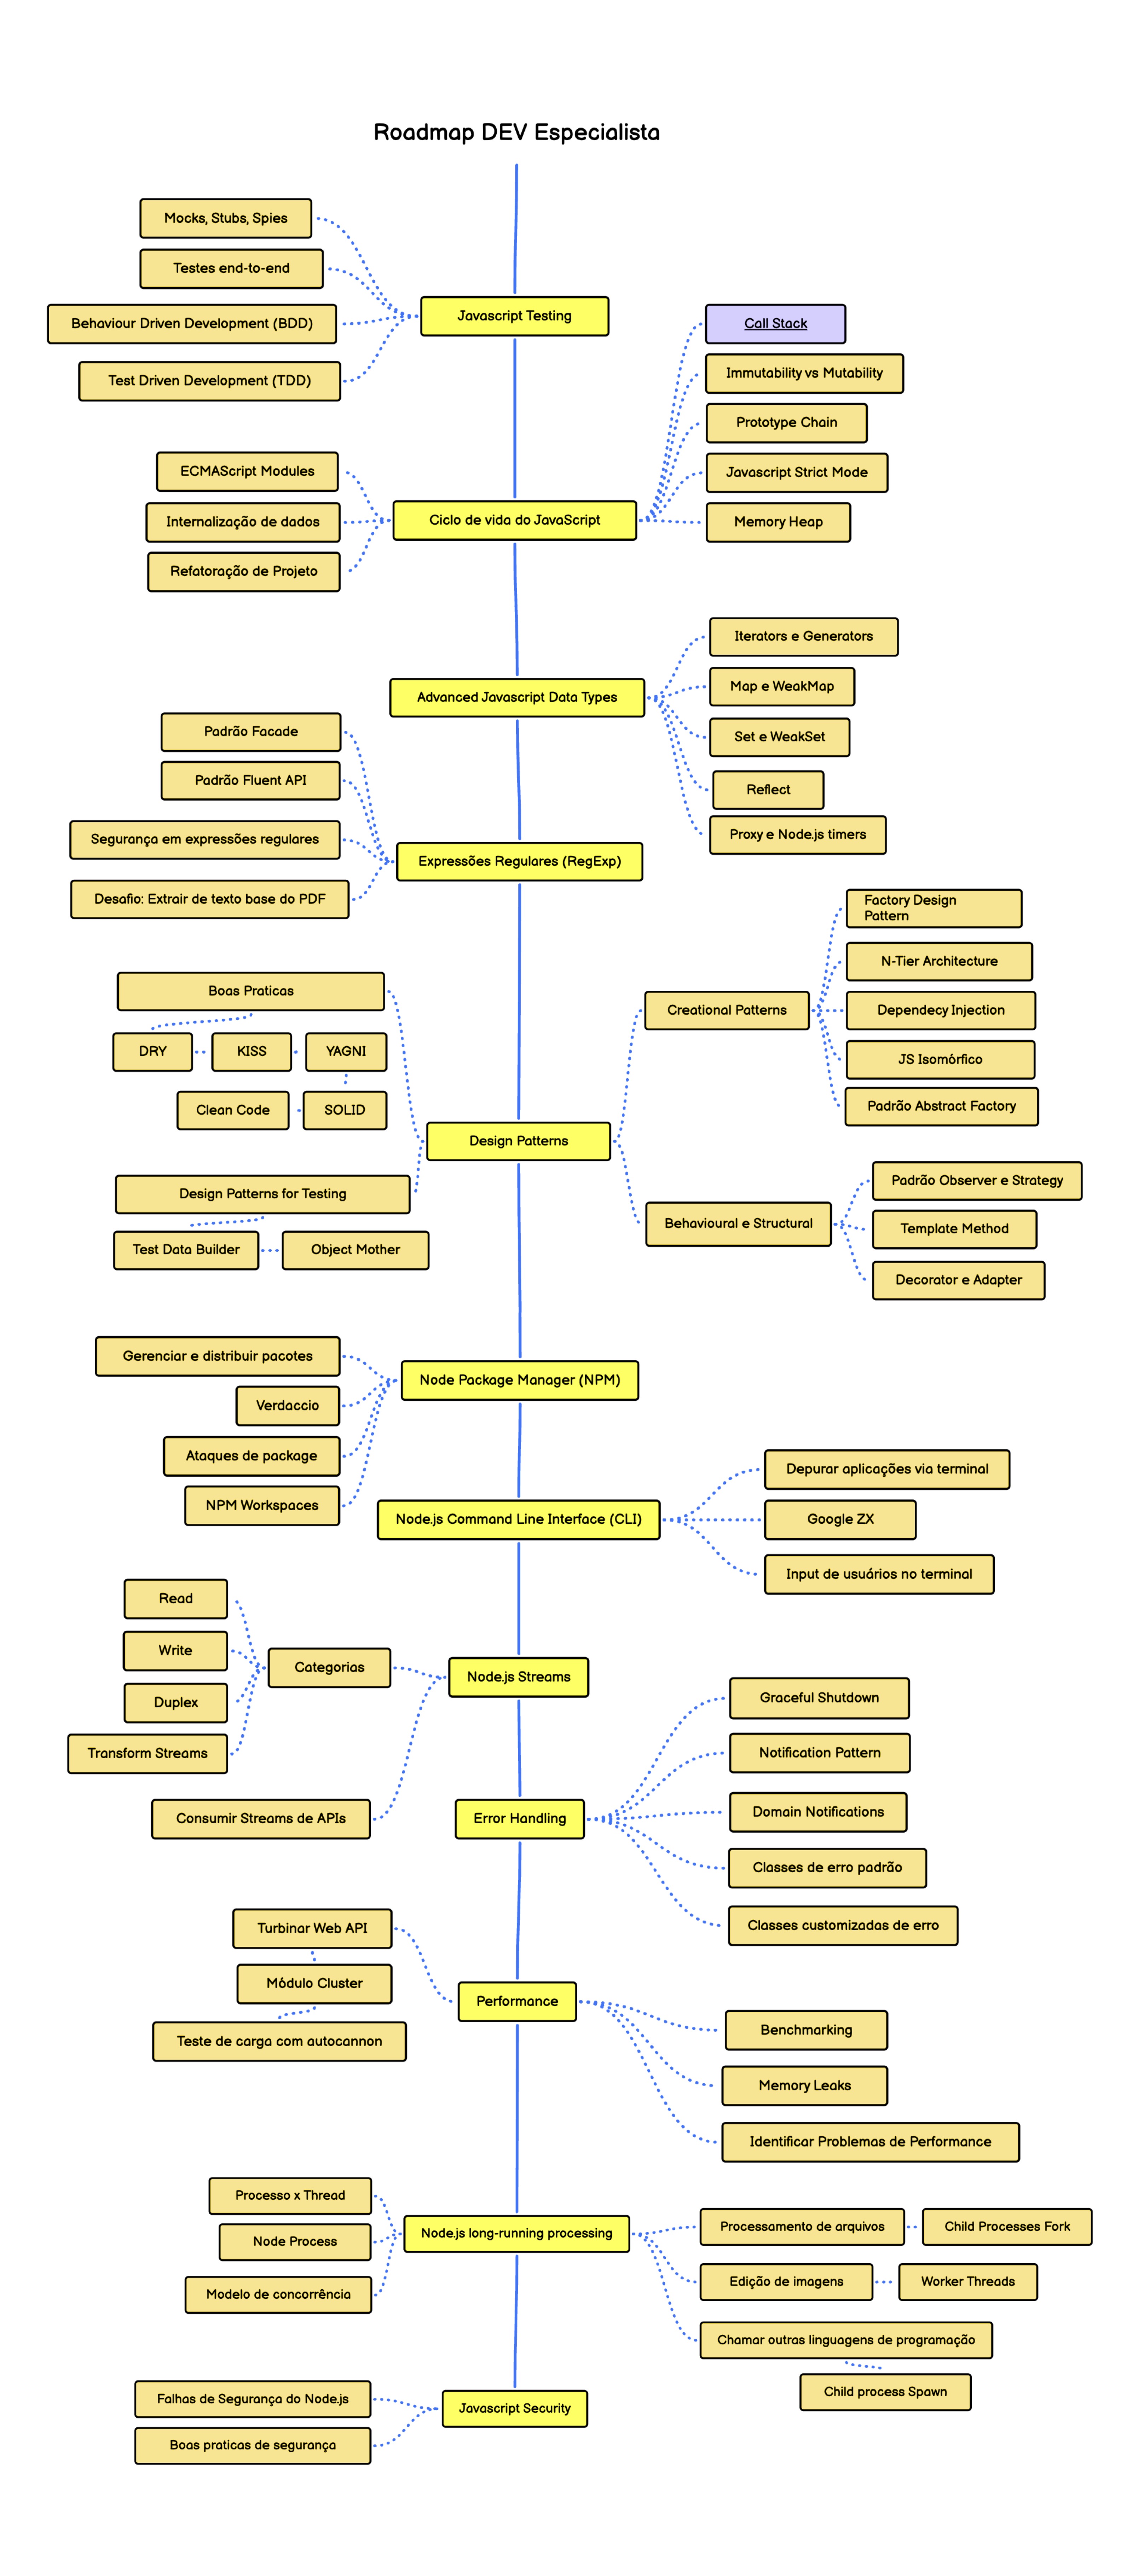 Roadmap DEV Especialista
Mocks, Stubs, Spies
Testes end-to-end
Behaviour Driven Development (BDD)
Test Driven Development (TDD)
Javascript Testing
Call Stack
Immutability vs Mutability
Prototype Chain
Javascript Strict Mode
Memory Heap
ECMAScript Modules
Internalização de dados
Refatoração de Projeto
Ciclo de vida do JavaScript
Iterators e Generators
Map e WeakMap
Set e WeakSet
Reflect
Proxy e Node.js timers
Advanced Javascript Data Types
Padrão Facade
Padrão Fluent API
Segurança em expressões regulares
Desafio: Extrair de texto base do PDF
Expressões Regulares (RegExp)
Factory Design
Pattern
N-Tier Architecture
Dependecy Injection
JS Isomórfico
Padrão Abstract Factory
Creational Patterns
Boas Praticas
DRY
KISS
YAGNI
Clean Code
SOLID
Design Patterns
Design Patterns for Testing
Test Data Builder
Object Mother
Behavioural e Structural
Padrão Observer e Strategy
Template Method
Decorator e Adapter
Gerenciar e distribuir pacotes
Verdaccio
Ataques de package
NPM Workspaces
Node Package Manager (NPM)
Depurar aplicações via terminal
Google ZX
Input de usuários no terminal
Node.js Command Line Interface (CLI)
Read
Write
Duplex
Transform Streams
Categorias
Node.js Streams
Consumir Streams de APIs
Graceful Shutdown
Notification Pattern
Domain Notifications
Classes de erro padrão
Classes customizadas de erro
Error Handling
Turbinar Web API
Módulo Cluster
Teste de carga com autocannon
Performance
Benchmarking
Memory Leaks
Identificar Problemas de Performance
Processo x Thread
Node Process
Modelo de concorrência
Node.js long-running processing
Processamento de arquivos
Child Processes Fork
Edição de imagens
Worker Threads
Chamar outras linguagens de programação
Child process Spawn
Falhas de Segurança do Node.js
Boas praticas de segurança
Javascript Security